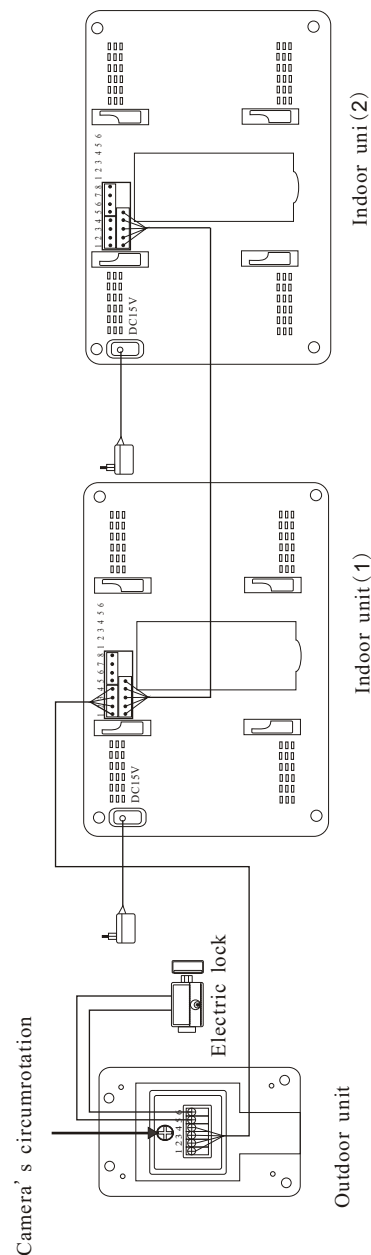 Camera's circumrotation
1 2 3 4 5 6
Electric lock
Outdoor unit
1 2 3 4 5 6 7 8 1 2 3 4 5 6
DC15V
Indoor unit(1)
1 2 3 4 5 6 7 8 1 2 3 4 5 6
DC15V
Indoor uni(2)